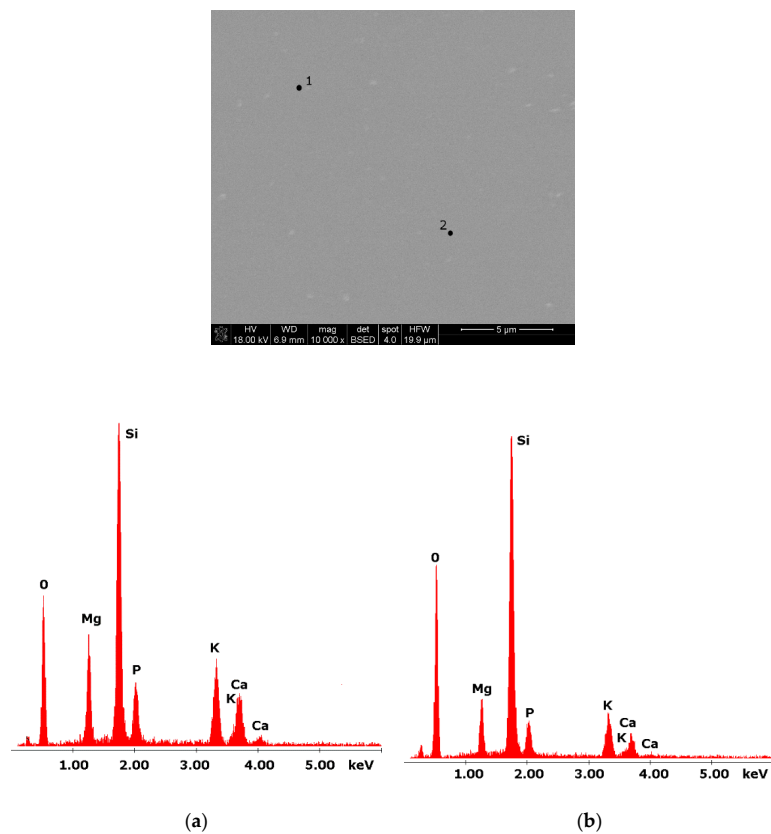 1
2
HV WD mag det spot HFW 5 µm
18.00 kV 6.9 mm 10 000 x BSED 4.0 19.9 µm
Si
O
Mg
P
K
K
Ca
Ca
1.00 2.00 3.00 4.00 5.00 keV
Si
O
Mg
P
K
K
Ca
Ca
1.00 2.00 3.00 4.00 5.00 keV
(a) (b)